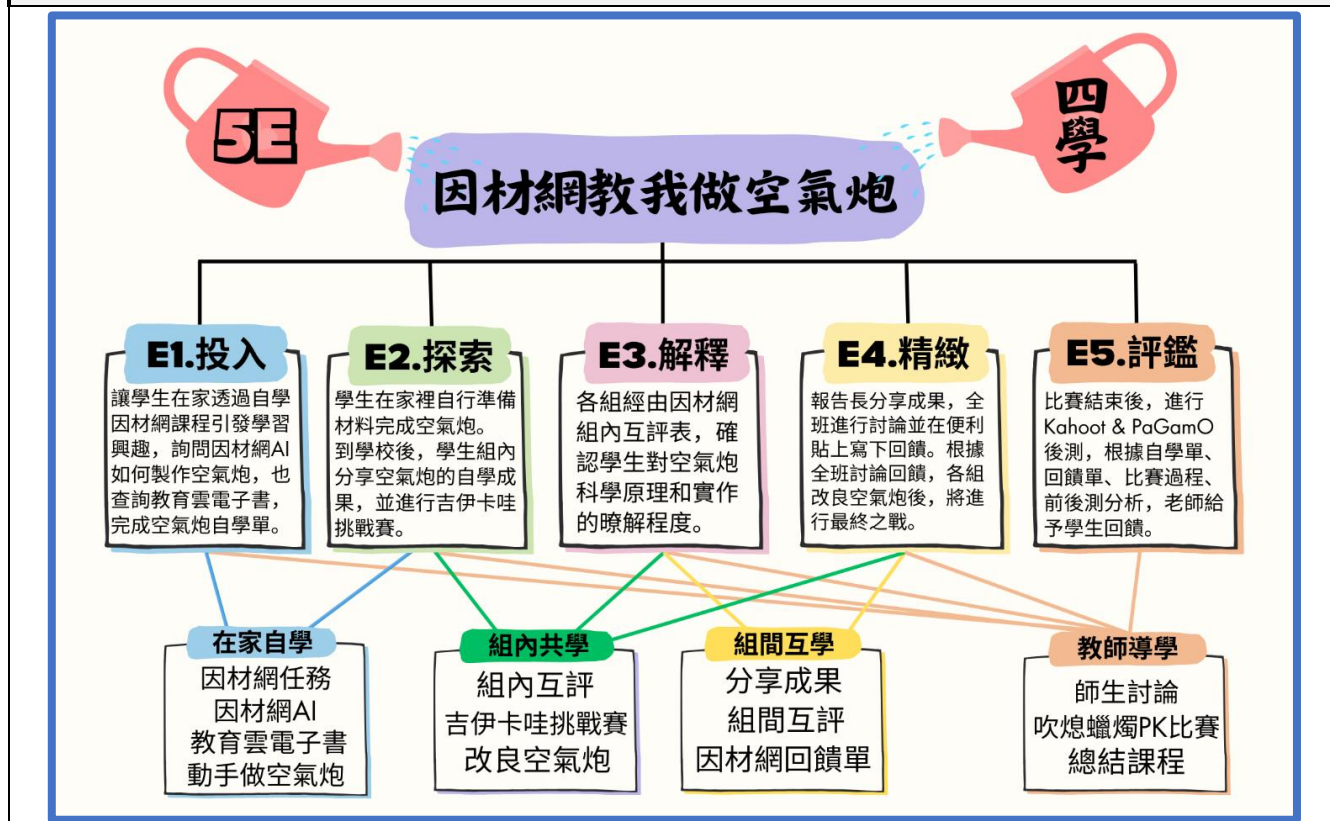 5E
四學
因材網教我做空氣炮
E1.投入
讓學生在家透過自學
因材網課程引發學習
興趣，詢問因材網AI
如何製作空氣炮，也
查詢教育雲電子書，
完成空氣炮自學單。
E2.探索
學生在家裡自行準備
材料完成空氣炮。
到學校後，學生組內
分享空氣炮的自學成
果，並進行吉伊卡哇
挑戰賽。
E3.解釋
各組經由因材網
組內互評表，確
認學生對空氣炮
科學原理和實作
的暸解程度。
E4.精緻
報告長分享成果，全
班進行討論並在便利
貼上寫下回饋。根據
全班討論回饋，各組
改良空氣炮後，將進
行最終之戰。
E5.評鑑
比賽結束後，進行
Kahoot & PaGamO
後測，根據自學單、
回饋單、比賽過程、
前後測分析，老師給
予學生回饋。
在家自學
因材網任務
因材網AI
教育雲電子書
動手做空氣炮
組內共學
組內互評
吉伊卡哇挑戰賽
改良空氣炮
組間互學
分享成果
組間互評
因材網回饋單
教師導學
師生討論
吹熄蠟燭PK比賽
總結課程